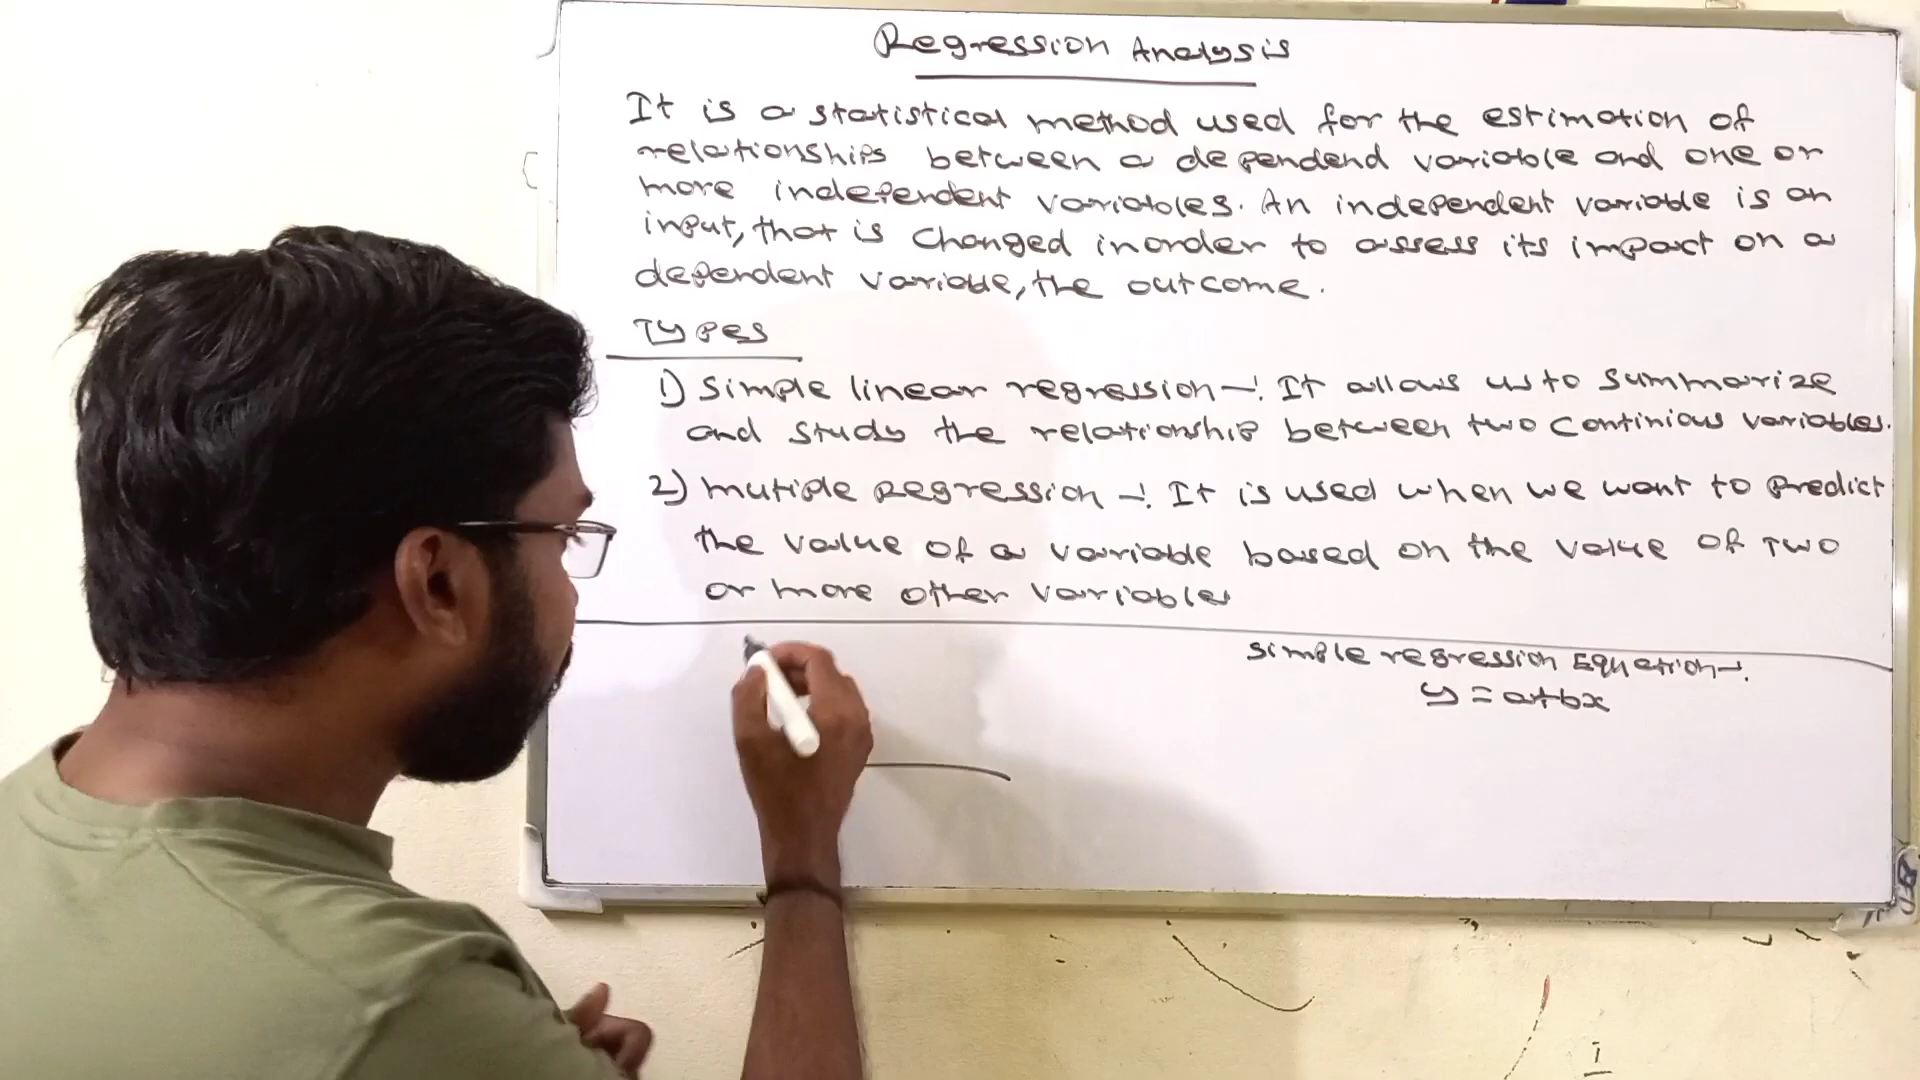 Regression Analysis
It is a statistical method used for the estimation of
relationships between a dependend variable and one or
more independent variables. An independent variable is an
input, that is changed inorder to assess its impact on a
dependent variable, the outcome.
Types
1) Simple linear regression -: It allows us to summarize
and study the relationship between two continious variables.
2) Mutiple Regression -: It is used when we want to predict
the value of a variable based on the value of two
or more other variables
Simple regression Equation -:
y = a+bx